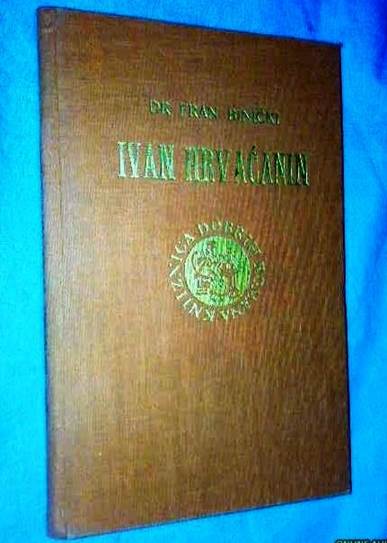 DR FRAN BINIČKI
IVAN HRVAĆANIN
KNJIŽNICA DOBRIH ROMANA